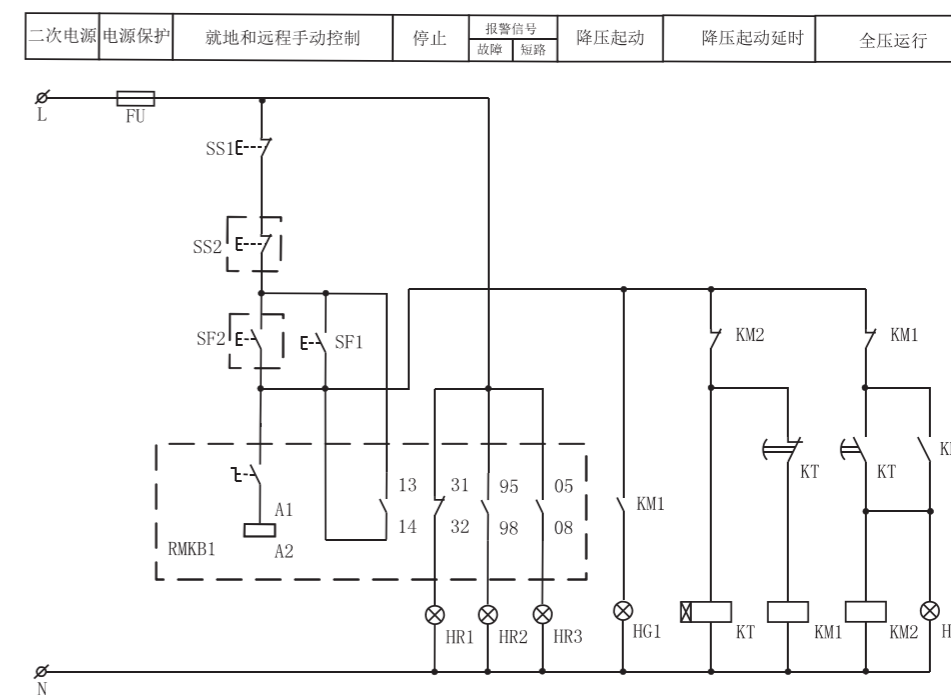 二次电源 电源保护 就地和远程手动控制 停止 报警信号 降压起动 降压起动延时 全压运行
故障 短路
L
FU
SS1
SS2
SF2
SF1
KM2
KM1
KT
KT
13
31
95
05
KM1
A1
14
32
98
08
RMKB1
A2
HR1
HR2
HR3
HG1
KT
KM1
KM2
N